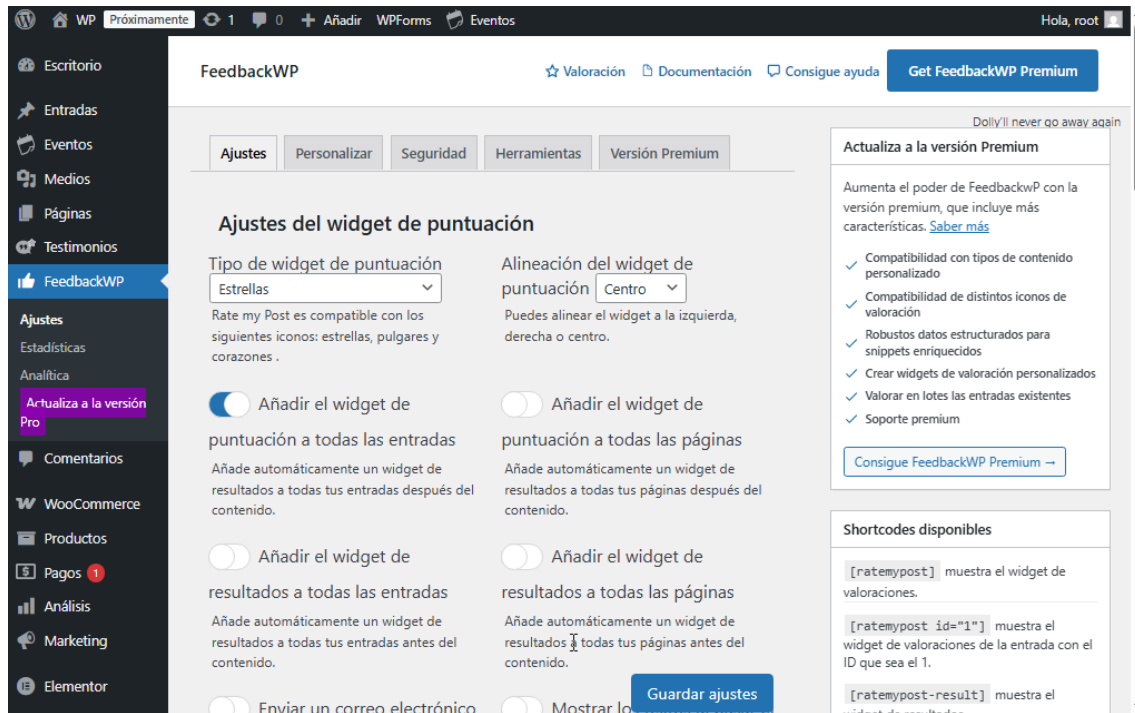 WP Próximamente 1 0 Añadir WPForms Eventos Hola, root
Escritorio
Entradas
Eventos
Medios
Páginas
Testimonios
FeedbackWP
Ajustes
Estadísticas
Analítica
Actualiza a la versión
Pro
Comentarios
WooCommerce
Productos
Pagos 1
Análisis
Marketing
Elementor
FeedbackWP
Valoración Documentación Consigue ayuda Get FeedbackWP Premium
Dolly'll never go away again
Ajustes Personalizar Seguridad Herramientas Versión Premium
Ajustes del widget de puntuación
Tipo de widget de puntuación
Estrellas
Rate my Post es compatible con los
siguientes iconos: estrellas, pulgares y
corazones .
Alineación del widget de
puntuación Centro
Puedes alinear el widget a la izquierda,
derecha o centro.
Añadir el widget de
puntuación a todas las entradas
Añade automáticamente un widget de
resultados a todas tus entradas después del
contenido.
Añadir el widget de
puntuación a todas las páginas
Añade automáticamente un widget de
resultados a todas tus páginas después del
contenido.
Añadir el widget de
resultados a todas las entradas
Añade automáticamente un widget de
resultados a todas tus entradas antes del
contenido.
Añadir el widget de
resultados a todas las páginas
Añade automáticamente un widget de
resultados a todas tus páginas antes del
contenido.
Enviar un correo electrónico
Mostrar
Guardar ajustes
Actualiza a la versión Premium
Aumenta el poder de FeedbackwP con la
versión premium, que incluye más
características. Saber más
Compatibilidad con tipos de contenido
personalizado
Compatibilidad de distintos iconos de
valoración
Robustos datos estructurados para
snippets enriquecidos
Crear widgets de valoración personalizados
Valorar en lotes las entradas existentes
Soporte premium
Consigue FeedbackWP Premium →
Shortcodes disponibles
[ratemypost] muestra el widget de
valoraciones.
[ratemypost id="1"] muestra el
widget de valoraciones de la entrada con el
ID que sea el 1.
[ratemypost-result] muestra el